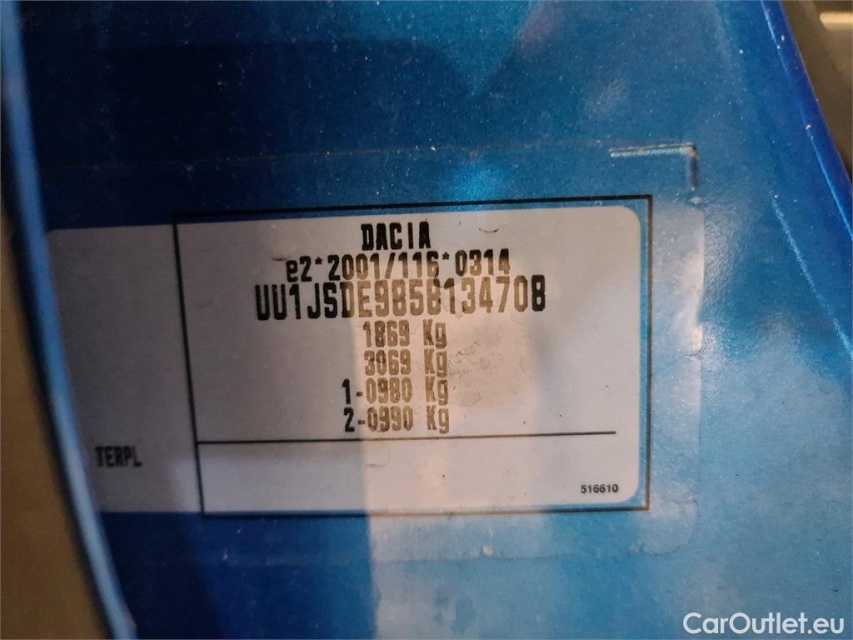 DACIA
e2*2001/116*0314
UU1JSDE9858134708
1869 Kg
3069 Kg
1-0980 Kg
2-0990 Kg
TERPL
516610
CarOutlet.eu